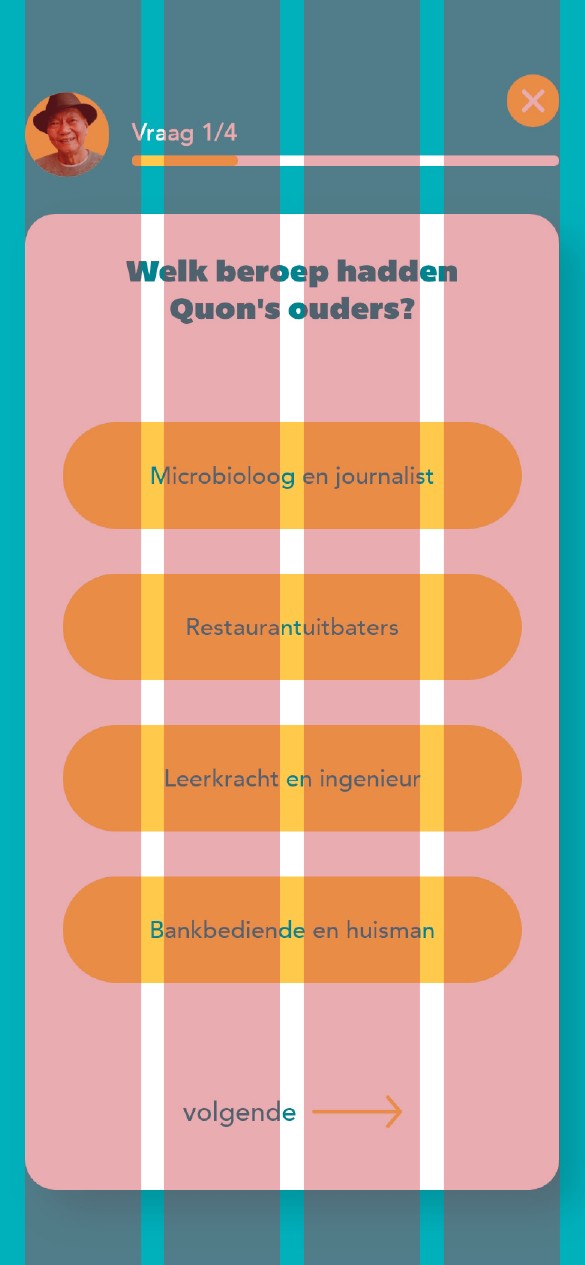 Vraag 1/4
Welk beroep hadden
Quon's ouders?
Microbioloog en journalist
Restaurantuitbaters
Leerkracht en ingenieur
Bankbediende en huisman
volgende